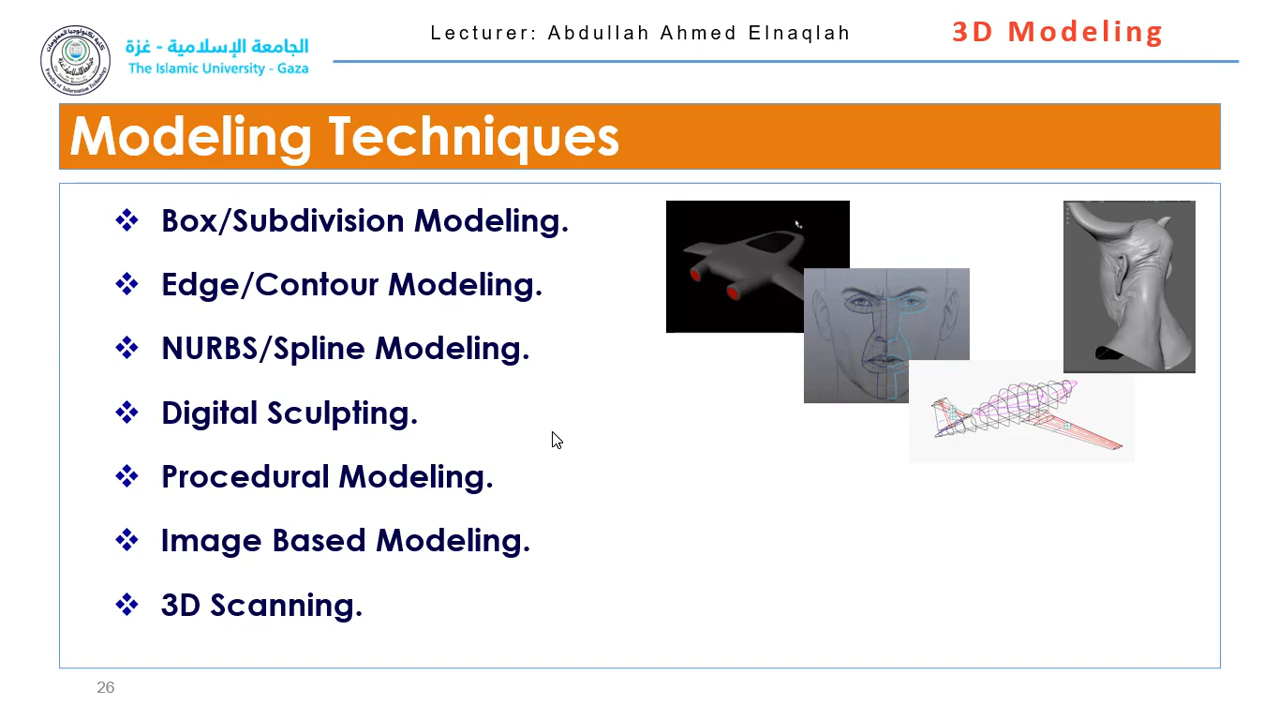 الجامعة الإسلامية - غزة
The Islamic University - Gaza
Lecturer: Abdullah Ahmed Elnaqlah
3D Modeling
Modeling Techniques
❖ Box/Subdivision Modeling.
❖ Edge/Contour Modeling.
❖ NURBS/Spline Modeling.
❖ Digital Sculpting.
❖ Procedural Modeling.
❖ Image Based Modeling.
❖ 3D Scanning.
26